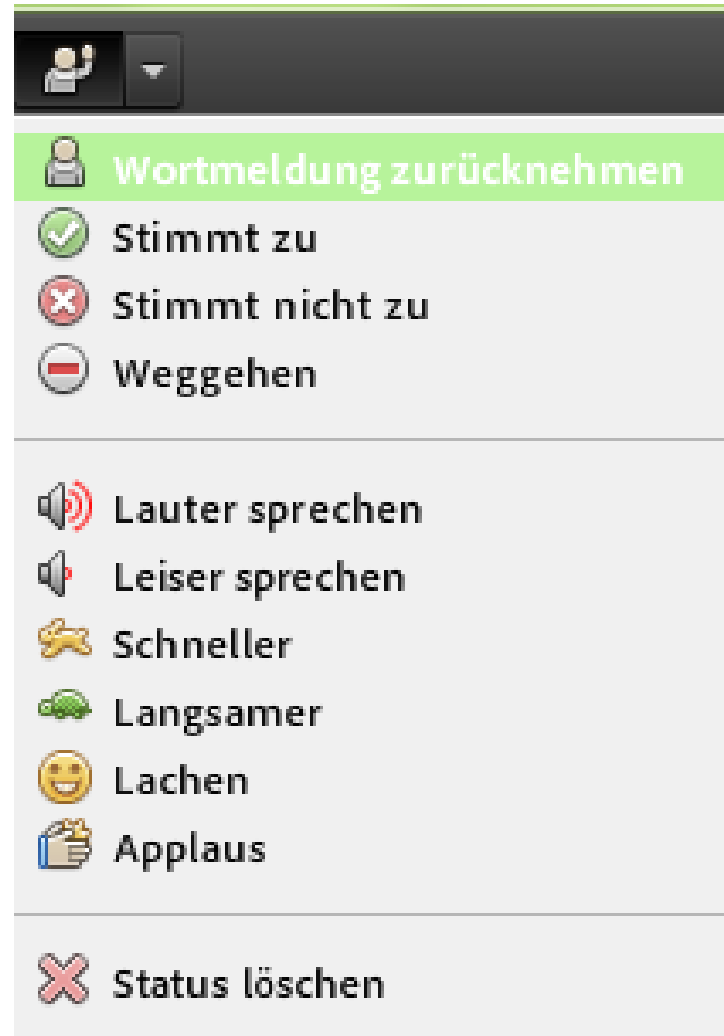 Wortmeldung zurücknehmen
Stimmt zu
Stimmt nicht zu
Weggehen
Lauter sprechen
Leiser sprechen
Schneller
Langsamer
Lachen
Applaus
Status löschen